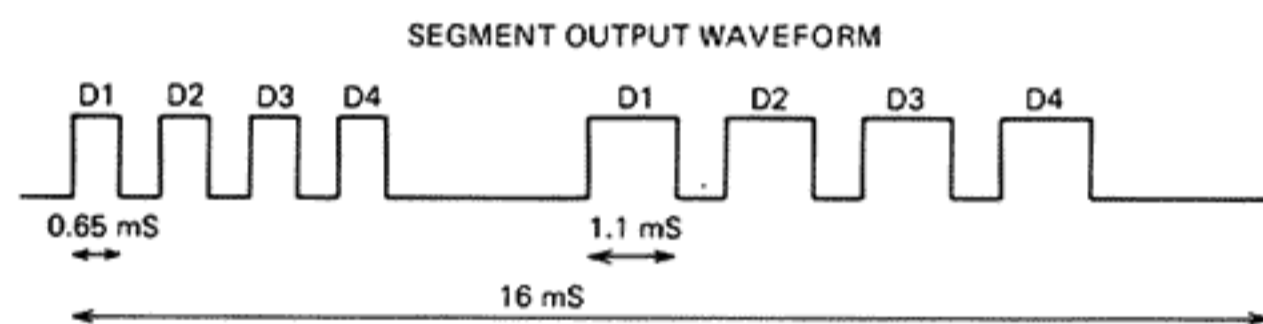 SEGMENT OUTPUT WAVEFORM
D1 D2 D3 D4 D1 D2 D3 D4
0.65 mS 1.1 mS
16 mS